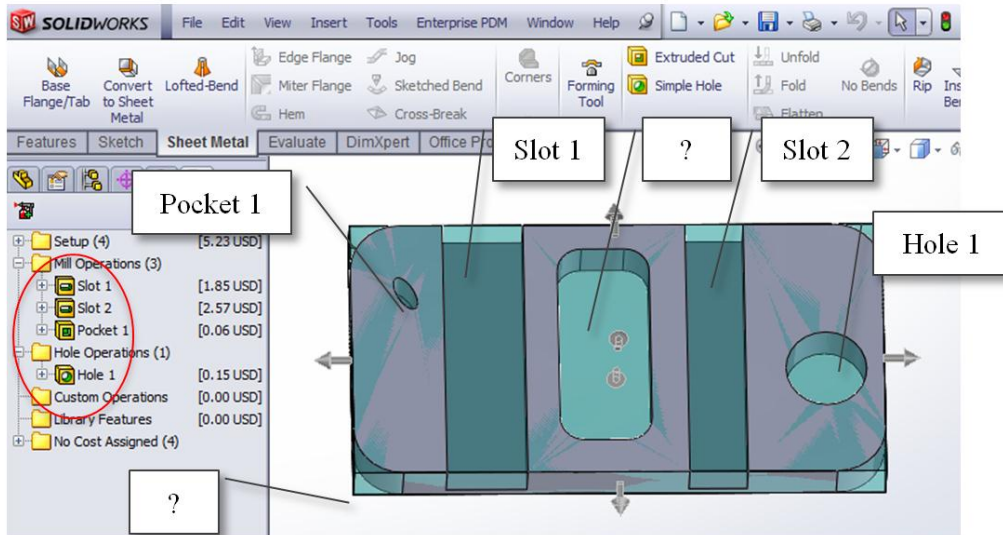 SOLIDWORKS File Edit View Insert Tools Enterprise PDM Window Help
Base Flange/Tab
Convert to Sheet Metal
Lofted-Bend
Edge Flange
Miter Flange
Hem
Jog
Sketched Bend
Cross-Break
Corners
Forming Tool
Extruded Cut
Simple Hole
Unfold
Fold
Flatten
No Bends
Rip
Features Sketch Sheet Metal Evaluate DimXpert
Slot 1
?
Slot 2
Pocket 1
Hole 1
Setup (4) [5.23 USD]
Mill Operations (3)
Slot 1 [1.85 USD]
Slot 2 [2.57 USD]
Pocket 1 [0.06 USD]
Hole Operations (1)
Hole 1 [0.15 USD]
Custom Operations [0.00 USD]
Library Features [0.00 USD]
No Cost Assigned (4)
?